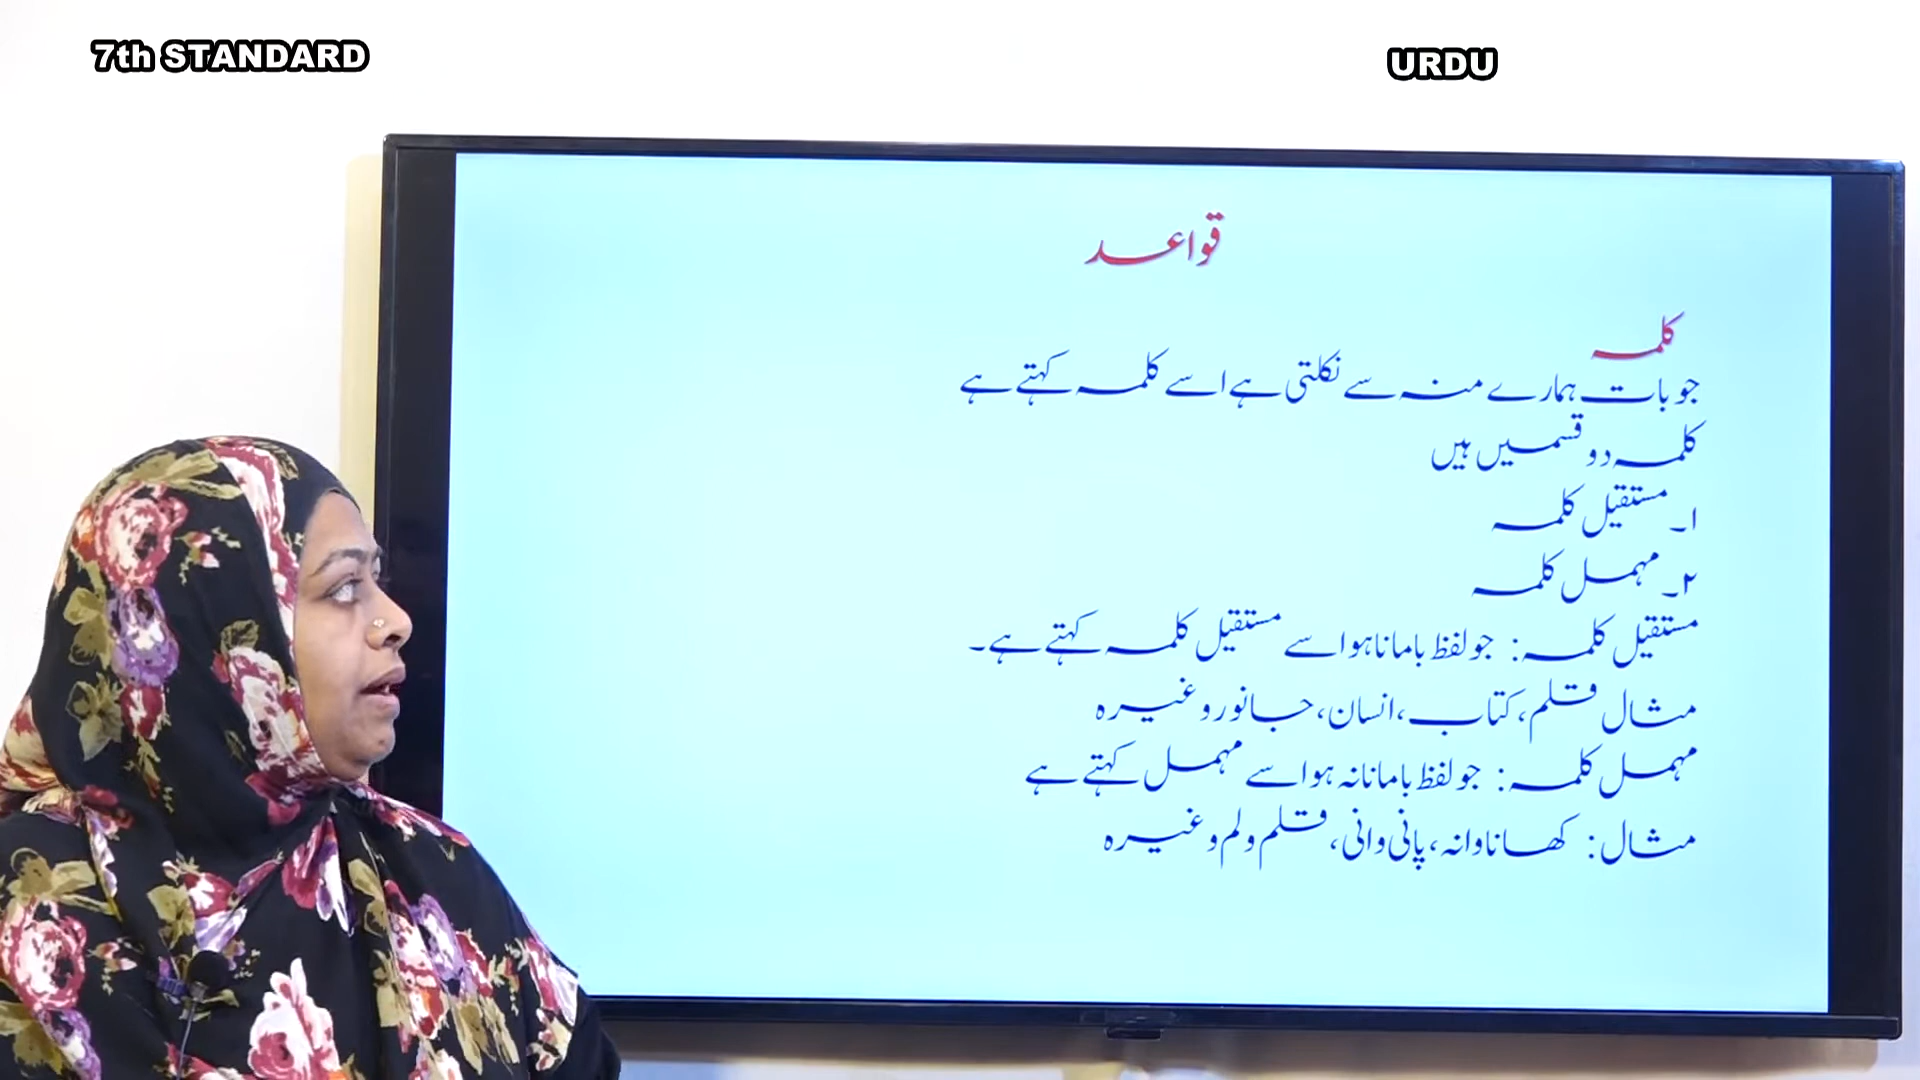 7th STANDARD
URDU
قواعد
کلمہ
جو بات ہمارے منہ سے نکلتی ہے اسے کلمہ کہتے ہے
کلمہ دو قسمیں ہیں
۱۔ مستقیل کلمہ
۲۔ مہمل کلمہ
مستقیل کلمہ: جو لفظ بامانا ہو اسے مستقیل کلمہ کہتے ہے۔
مثال قلم، کتاب، انسان، جانور وغیرہ
مہمل کلمہ: جو لفظ بامانا نہ ہو اسے مہمل کہتے ہے
مثال: کھانا وانہ، پانی وانی، قلم ولم وغیرہ